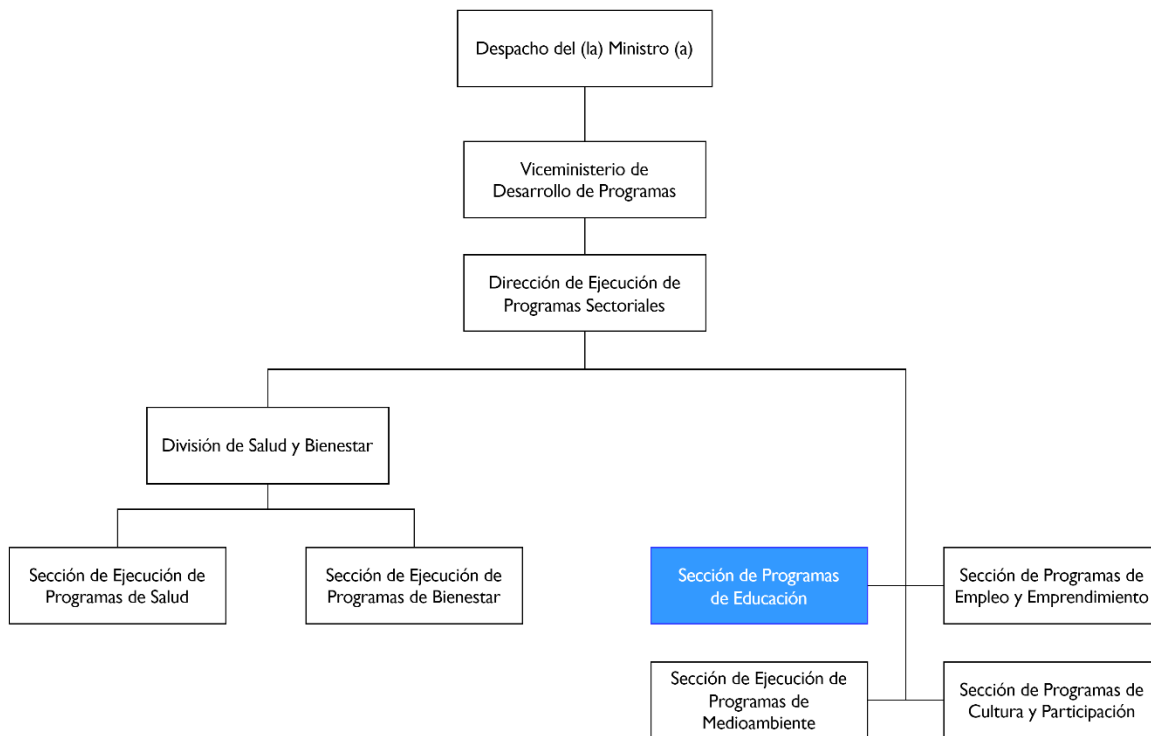 Despacho del (la) Ministro (a)
Viceministerio de
Desarrollo de Programas
Dirección de Ejecución de
Programas Sectoriales
División de Salud y Bienestar
Sección de Ejecución de
Programas de Salud
Sección de Ejecución de
Programas de Bienestar
Sección de Programas
de Educación
Sección de Programas de
Empleo y Emprendimiento
Sección de Ejecución de
Programas de
Medioambiente
Sección de Programas de
Cultura y Participación